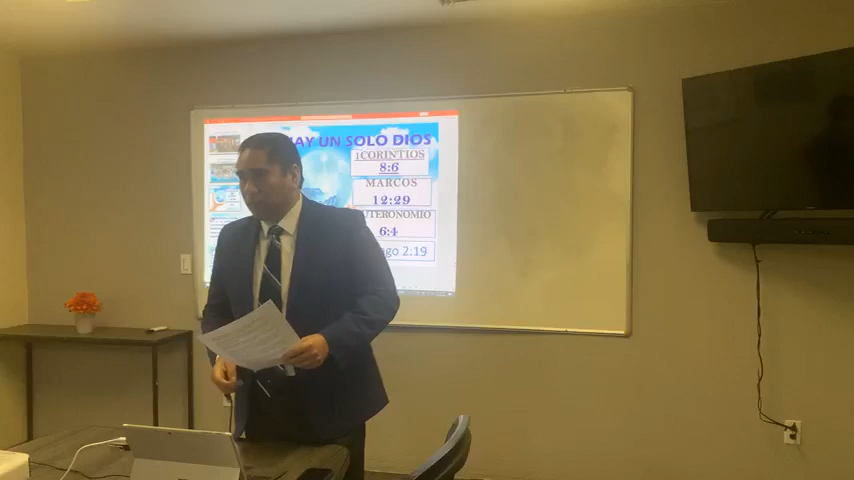 HAY UN SOLO DIOS
1CORINTIOS
8:6
MARCOS
12:29
UTERONOMIO
6:4
ago 2:19